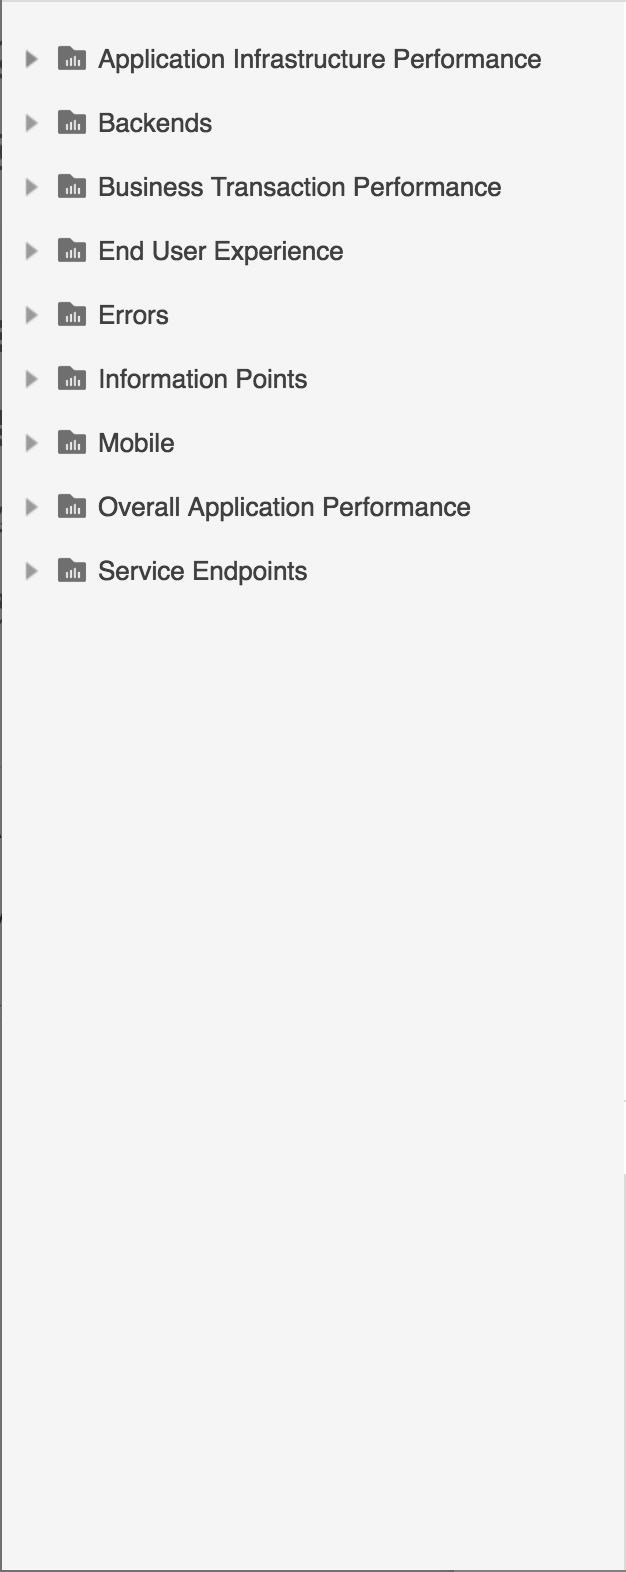 Application Infrastructure Performance
Backends
Business Transaction Performance
End User Experience
Errors
Information Points
Mobile
Overall Application Performance
Service Endpoints